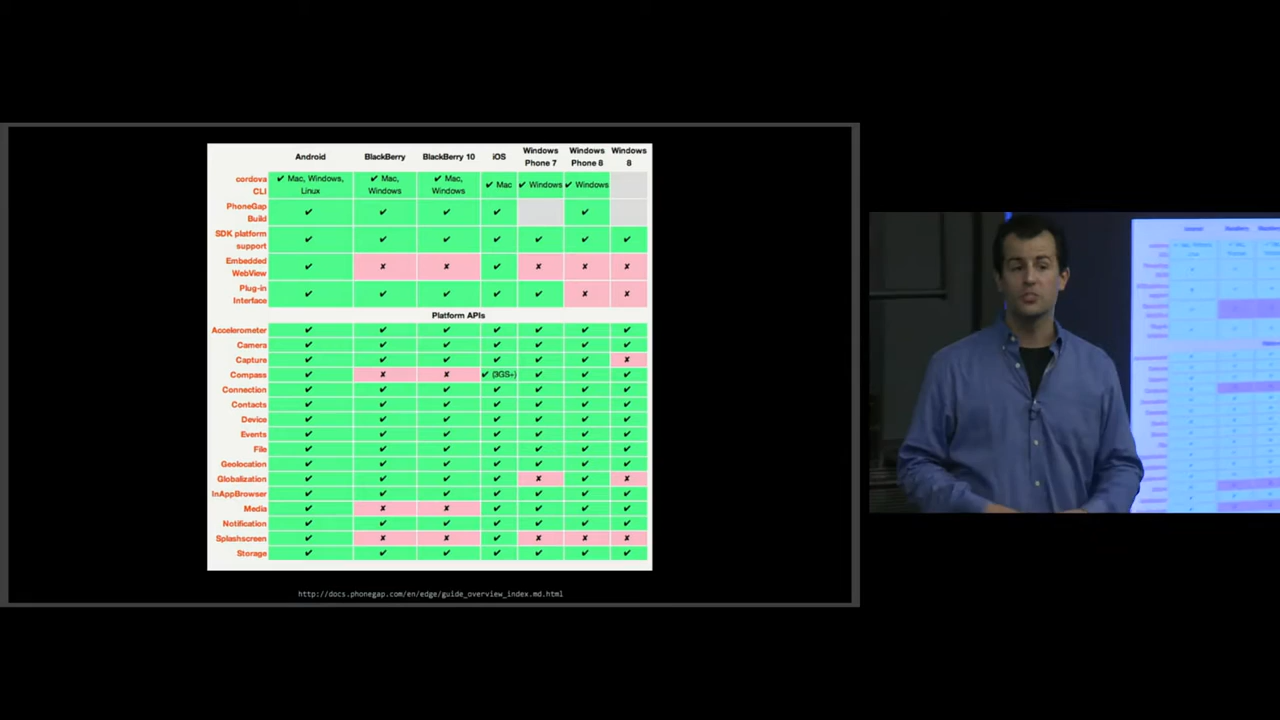 Android BlackBerry BlackBerry 10 iOS Windows Phone 7 Windows Phone 8 Windows 8
cordova CLI ✔ Mac, Windows, Linux ✔ Mac, Windows ✔ Mac, Windows ✔ Mac ✔ Windows ✔ Windows
PhoneGap Build ✔ ✔ ✔ ✔ ✔
SDK platform support ✔ ✔ ✔ ✔ ✔ ✔ ✔
Embedded WebView ✔ ✘ ✘ ✔ ✘ ✘ ✘
Plug-in Interface ✔ ✔ ✔ ✔ ✔ ✘ ✘
Platform APIs
Accelerometer ✔ ✔ ✔ ✔ ✔ ✔ ✔
Camera ✔ ✔ ✔ ✔ ✔ ✔ ✔
Capture ✔ ✔ ✔ ✔ ✔ ✔ ✘
Compass ✔ ✘ ✘ ✔ (3GS+) ✔ ✔ ✔
Connection ✔ ✔ ✔ ✔ ✔ ✔ ✔
Contacts ✔ ✔ ✔ ✔ ✔ ✔ ✔
Device ✔ ✔ ✔ ✔ ✔ ✔ ✔
Events ✔ ✔ ✔ ✔ ✔ ✔ ✔
File ✔ ✔ ✔ ✔ ✔ ✔ ✔
Geolocation ✔ ✔ ✔ ✔ ✔ ✔ ✔
Globalization ✔ ✔ ✔ ✔ ✘ ✔ ✘
InAppBrowser ✔ ✔ ✔ ✔ ✔ ✔ ✔
Media ✔ ✘ ✘ ✔ ✔ ✔ ✔
Notification ✔ ✔ ✔ ✔ ✔ ✔ ✔
Splashscreen ✔ ✘ ✘ ✔ ✘ ✘ ✘
Storage ✔ ✔ ✔ ✔ ✔ ✔ ✔
http://docs.phonegap.com/en/edge/guide_overview_index.md.html